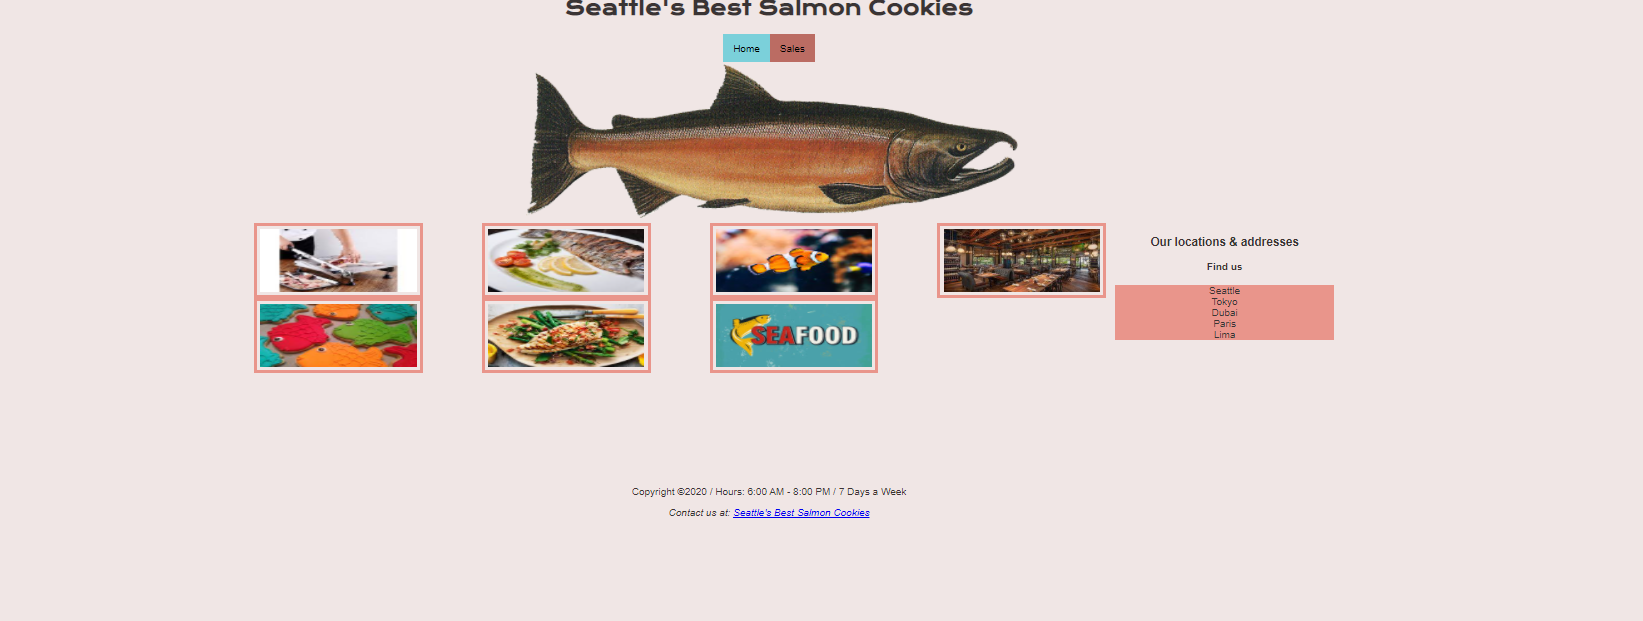 Seattle's Best Salmon Cookies
Home
Sales
SEAFOOD
Our locations & addresses
Find us
Seattle
Tokyo
Dubai
Paris
Lima
Copyright ©2020 / Hours: 6:00 AM - 8:00 PM / 7 Days a Week
Contact us at: Seattle's Best Salmon Cookies